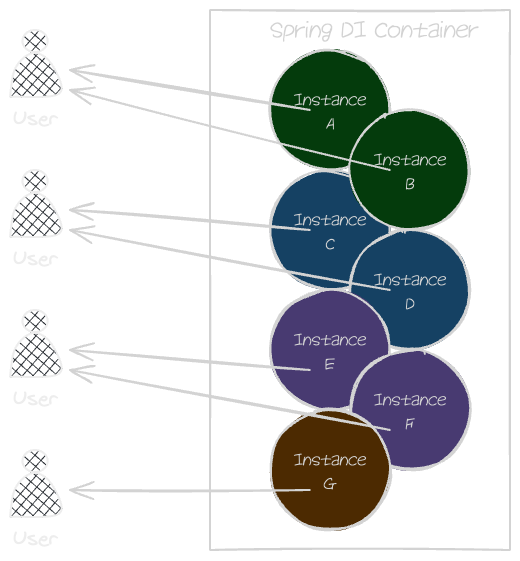 Spring DI Container
User
Instance
A
Instance
B
User
Instance
C
Instance
D
User
Instance
E
Instance
F
User
Instance
G